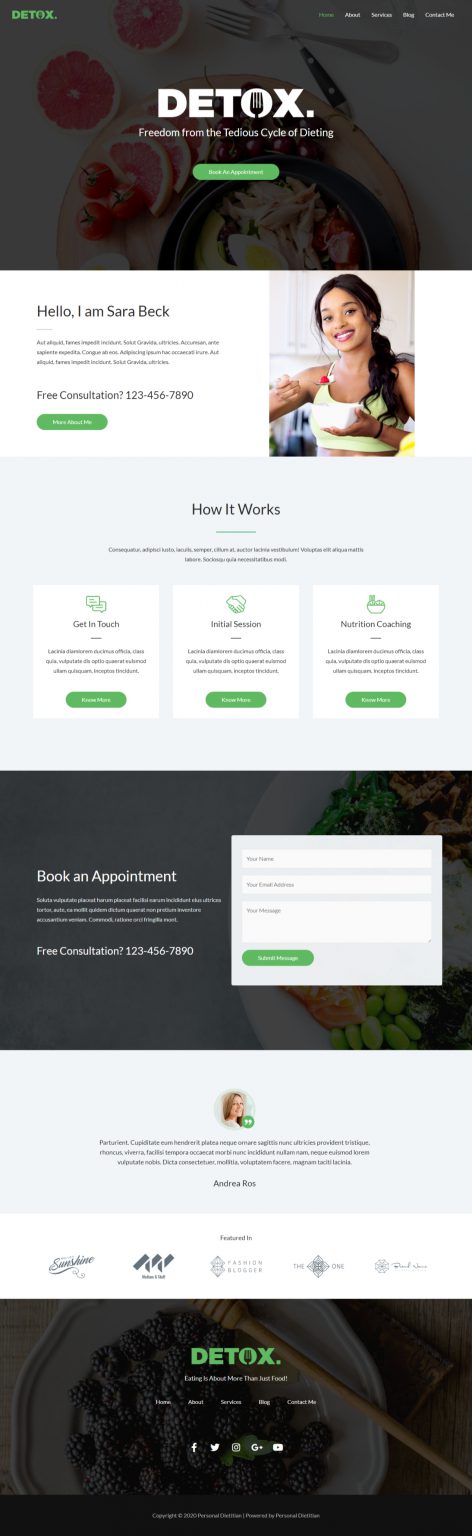 DETOX.
Home About Services Blog Contact Me
DETOX.
Freedom from the Tedious Cycle of Dieting
Book An Appointment
Hello, I am Sara Beck
Aut aliquid, fames impedit incidunt. Solut Gravida, ultricies. Accumsan, ante
sapiente expedita. Congue ab eos. Adipiscing ipsum hac occaecati irure. Aut
aliquid, fames impedit incidunt. Solut Gravida, ultricies.
Free Consultation? 123-456-7890
More About Me
How It Works
Consequatur, adipisci iusto, iaculis, semper, cillum at, auctor lacinia vestibulum! Voluptas elit aliqua mattis
labore. Sociosqu quia necessitatibus modi.
Get In Touch
Lacinia diamlorem ducimus officia, class
quia, vulputate dis optio quaerat euismod
ullam quisquam, inceptos tincidunt.
Know More
Initial Session
Lacinia diamlorem ducimus officia, class
quia, vulputate dis optio quaerat euismod
ullam quisquam, inceptos tincidunt.
Know More
Nutrition Coaching
Lacinia diamlorem ducimus officia, class
quia, vulputate dis optio quaerat euismod
ullam quisquam, inceptos tincidunt.
Know More
Book an Appointment
Soluta vulputate placeat harum placeat facilisi earum incididunt eius ultrices
tortor, aute, ea mollit quidem dictum quaerat non pretium inventore
accusantium veniam. Commodi, ratione orci fringilla mont.
Free Consultation? 123-456-7890
Your Name
Your Email Address
Your Message
Submit Message
Parturient. Cupiditate eum hendrerit platea neque ornare sagittis nunc ultricies provident tristique,
rhoncus, viverra, facilisi tempora occaecat morbi nunc incididunt nullam nam, neque euismod lorem
vulputate nobis. Dicta consectetuer, mollitia, voluptatem facere, magnam taciti lacinia.
Andrea Ros
Featured In
Sunshine
FASHION
BLOGGER
THE ONE
Brand Name
DETOX.
Eating Is About More Than Just Food!
Home About Services Blog Contact Me
Copyright © 2020 Personal Dietitian | Powered by Personal Dietitian